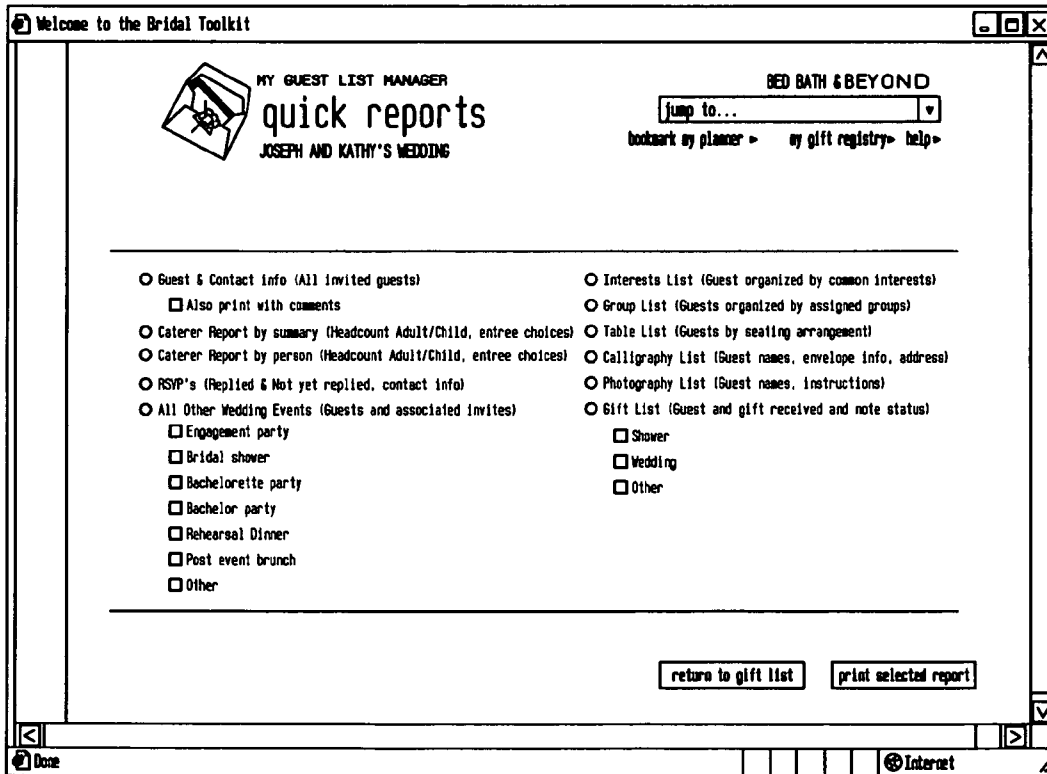 Welcome to the Bridal Toolkit
MY GUEST LIST MANAGER
quick reports
JOSEPH AND KATHY'S WEDDING
BED BATH & BEYOND
jump to...
bookmark my planner my gift registry help
Guest & Contact info (All invited guests)
Also print with comments
Caterer Report by summary (Headcount Adult/Child, entree choices)
Caterer Report by person (Headcount Adult/Child, entree choices)
RSVP's (Replied & Not yet replied, contact info)
All Other Wedding Events (Guests and associated invites)
Engagement party
Bridal shower
Bachelorette party
Bachelor party
Rehearsal Dinner
Post event brunch
Other
Interests List (Guest organized by common interests)
Group List (Guests organized by assigned groups)
Table List (Guests by seating arrangement)
Calligraphy List (Guest names, envelope info, address)
Photography List (Guest names, instructions)
Gift List (Guest and gift received and note status)
Shower
Wedding
Other
return to gift list print selected report
Done Internet